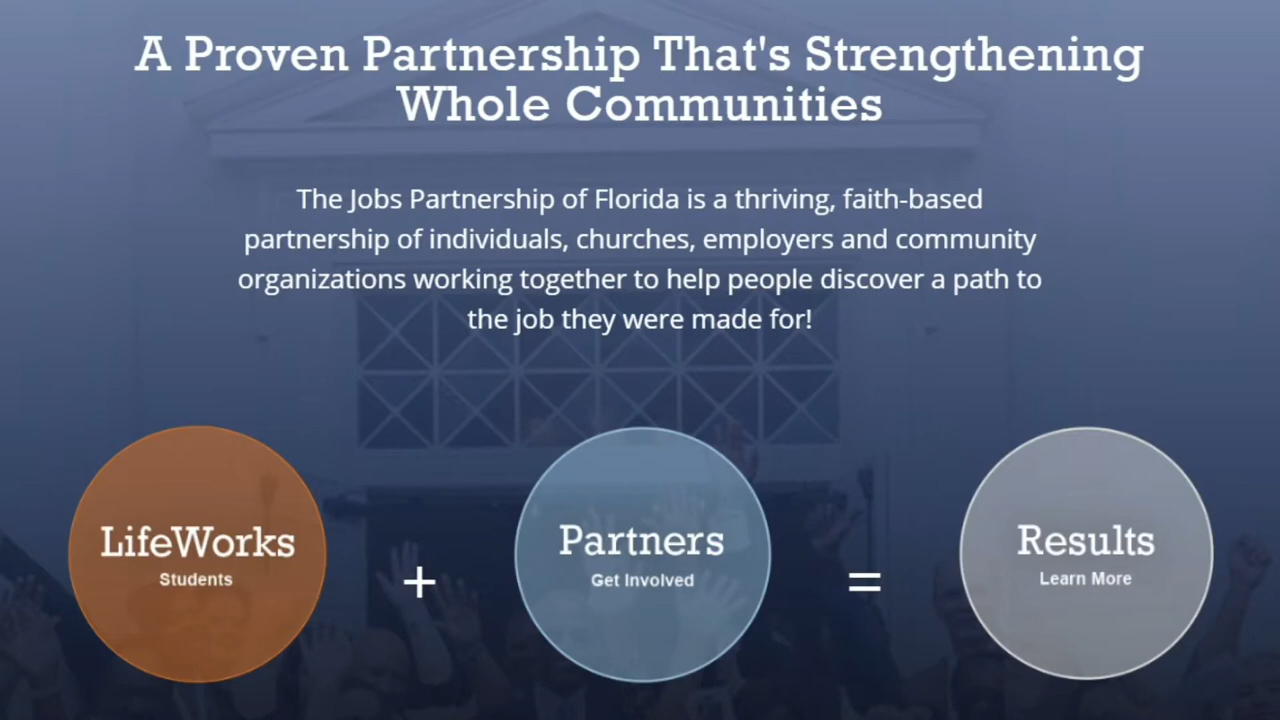 A Proven Partnership That's Strengthening
Whole Communities
The Jobs Partnership of Florida is a thriving, faith-based
partnership of individuals, churches, employers and community
organizations working together to help people discover a path to
the job they were made for!
LifeWorks
Students
+
Partners
Get Involved
=
Results
Learn More